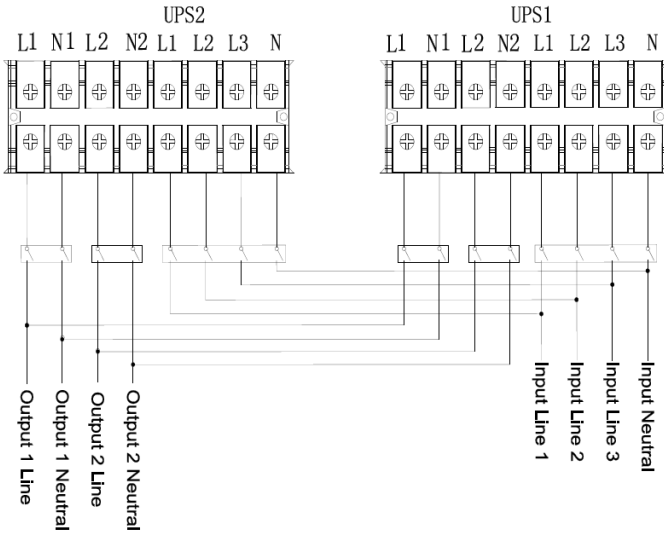 UPS2
UPS1
L1 N1 L2 N2 L1 L2 L3 N
L1 N1 L2 N2 L1 L2 L3 N
Output 1 Line
Output 1 Neutral
Output 2 Line
Output 2 Neutral
Input Line 1
Input Line 2
Input Line 3
Input Neutral